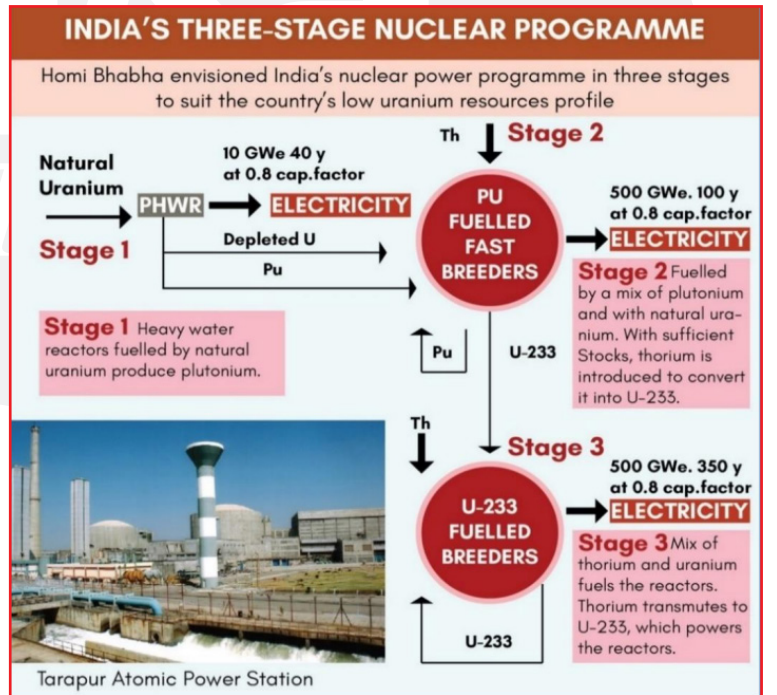 INDIA'S THREE-STAGE NUCLEAR PROGRAMME
Homi Bhabha envisioned India's nuclear power programme in three stages
to suit the country's low uranium resources profile
Natural
Uranium
Stage 1
PHWR
10 GWe 40 y
at 0.8 cap.factor
ELECTRICITY
Depleted U
Pu
Th
Stage 2
PU
FUELLED
FAST
BREEDERS
500 GWe. 100 y
at 0.8 cap.factor
ELECTRICITY
Stage 1 Heavy water
reactors fuelled by natural
uranium produce plutonium.
Pu
U-233
Stage 2 Fuelled
by a mix of plutonium
and with natural ura-
nium. With sufficient
Stocks, thorium is
introduced to convert
it into U-233.
Th
Stage 3
U-233
FUELLED
BREEDERS
500 GWe. 350 y
at 0.8 cap.factor
ELECTRICITY
Stage 3 Mix of
thorium and uranium
fuels the reactors.
Thorium transmutes to
U-233, which powers
the reactors.
U-233
Tarapur Atomic Power Station